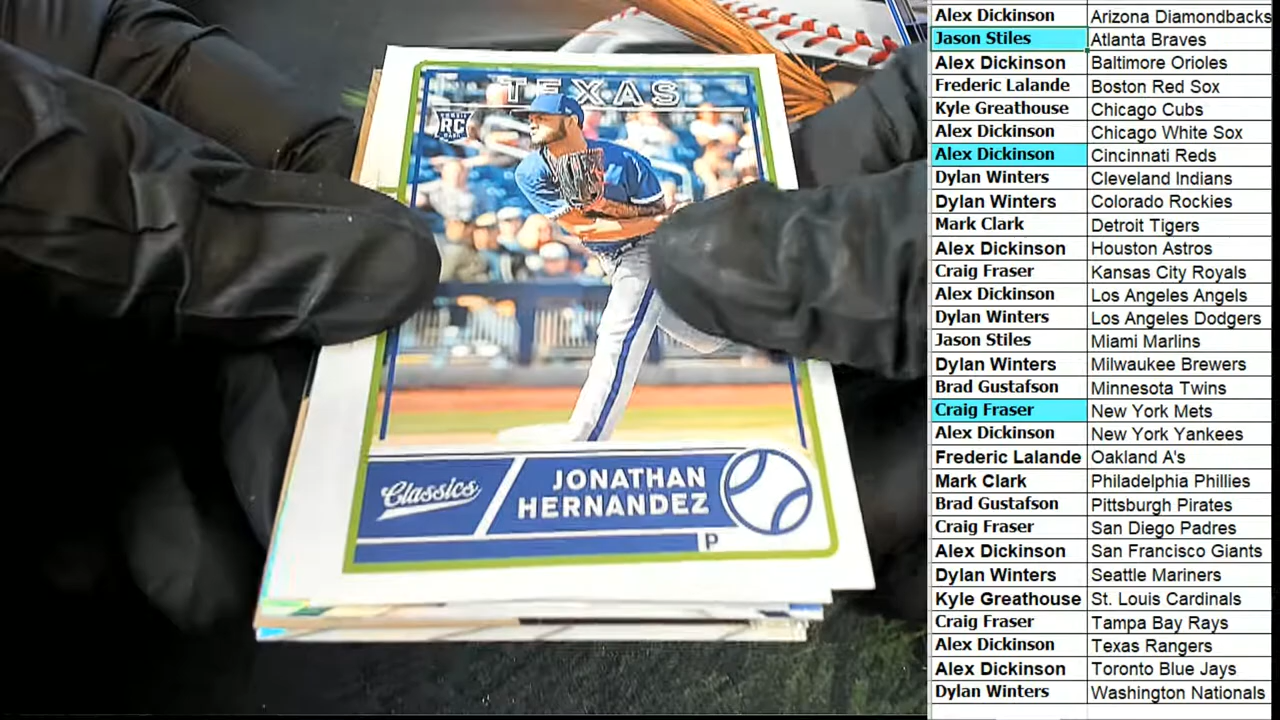 TEXAS
RC
Classics
JONATHAN
HERNANDEZ
P
Alex Dickinson Arizona Diamondbacks
Jason Stiles Atlanta Braves
Alex Dickinson Baltimore Orioles
Frederic Lalande Boston Red Sox
Kyle Greathouse Chicago Cubs
Alex Dickinson Chicago White Sox
Alex Dickinson Cincinnati Reds
Dylan Winters Cleveland Indians
Dylan Winters Colorado Rockies
Mark Clark Detroit Tigers
Alex Dickinson Houston Astros
Craig Fraser Kansas City Royals
Alex Dickinson Los Angeles Angels
Dylan Winters Los Angeles Dodgers
Jason Stiles Miami Marlins
Dylan Winters Milwaukee Brewers
Brad Gustafson Minnesota Twins
Craig Fraser New York Mets
Alex Dickinson New York Yankees
Frederic Lalande Oakland A's
Mark Clark Philadelphia Phillies
Brad Gustafson Pittsburgh Pirates
Craig Fraser San Diego Padres
Alex Dickinson San Francisco Giants
Dylan Winters Seattle Mariners
Kyle Greathouse St. Louis Cardinals
Craig Fraser Tampa Bay Rays
Alex Dickinson Texas Rangers
Alex Dickinson Toronto Blue Jays
Dylan Winters Washington Nationals